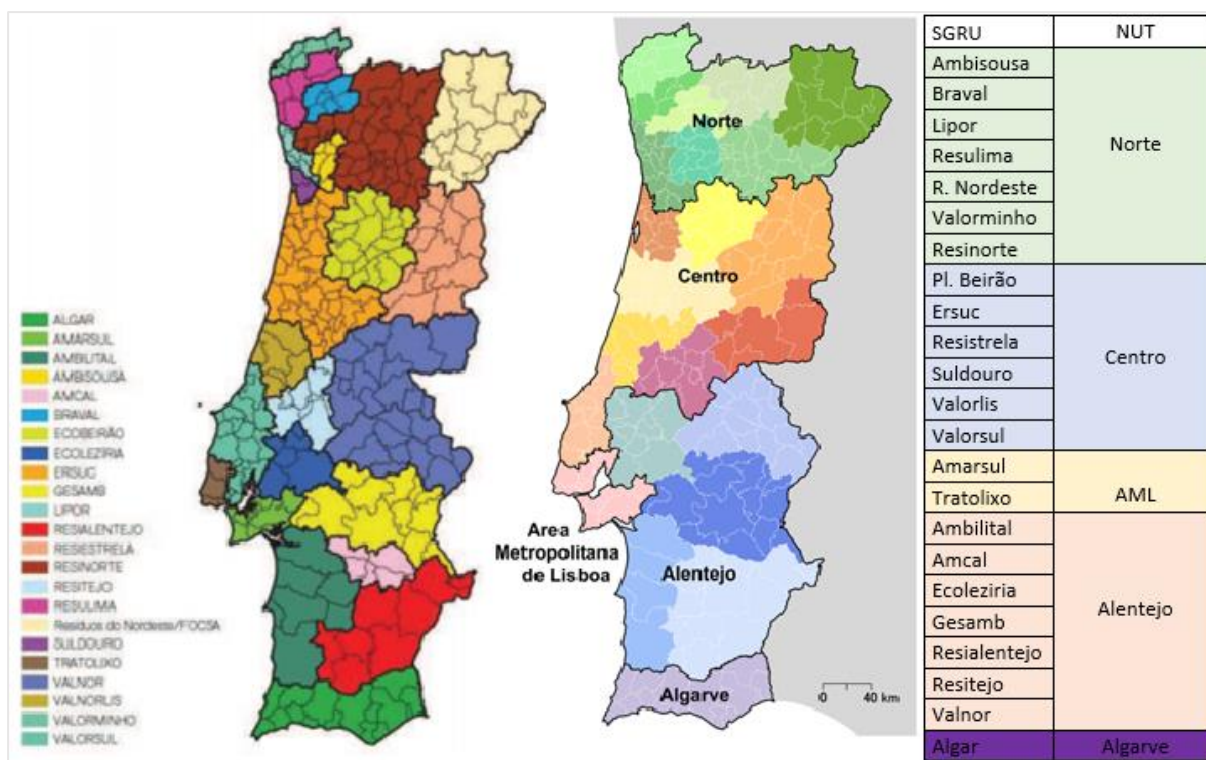 ALGAR
AMARSUL
AMBILITAL
AMBISOUSA
AMCAL
BRAVAL
ECOBEIRÃO
ECOLEZÍRIA
ERSUC
GESAMB
LIPOR
RESIALENTEJO
RESIESTRELA
RESINORTE
RESITEJO
RESULIMA
Resíduos do Nordeste/FOCSA
SULDOURO
TRATOLIXO
VALNOR
VALNORLIS
VALORMINHO
VALORSUL
Norte
Centro
Area
Metropolitana
de Lisboa
Alentejo
Algarve
0 40 km
SGRU NUT
Ambisousa
Braval
Lipor
Resulima
R. Nordeste
Valorminho
Resinorte
Norte
Pl. Beirão
Ersuc
Resistrela
Suldouro
Valorlis
Valorsul
Centro
Amarsul
Tratolixo
AML
Ambilital
Amcal
Ecoleziria
Gesamb
Resialentejo
Resitejo
Valnor
Alentejo
Algar Algarve